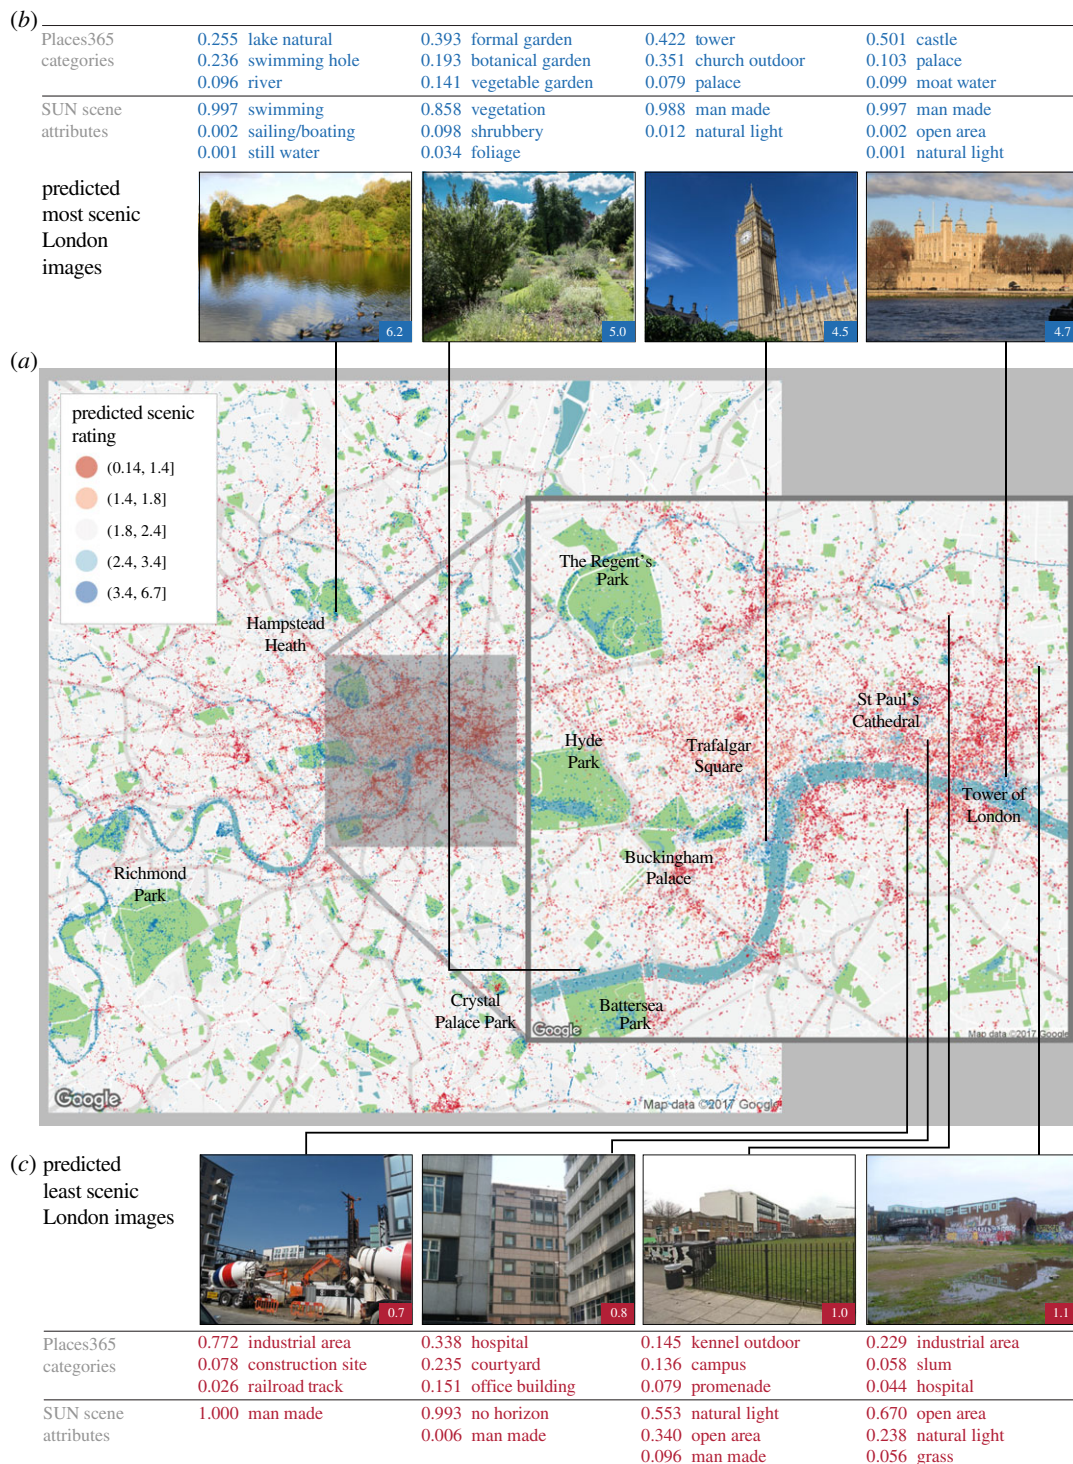 (b)
Places365 categories
0.255 lake natural
0.236 swimming hole
0.096 river
0.393 formal garden
0.193 botanical garden
0.141 vegetable garden
0.422 tower
0.351 church outdoor
0.079 palace
0.501 castle
0.103 palace
0.099 moat water
SUN scene attributes
0.997 swimming
0.002 sailing/boating
0.001 still water
0.858 vegetation
0.098 shrubbery
0.034 foliage
0.988 man made
0.012 natural light
0.997 man made
0.002 open area
0.001 natural light
predicted
most scenic
London
images
6.2
5.0
4.5
4.7
(a)
predicted scenic
rating
(0.14, 1.4]
(1.4, 1.8]
(1.8, 2.4]
(2.4, 3.4]
(3.4, 6.7]
Hampstead
Heath
Richmond
Park
Crystal
Palace Park
The Regent's
Park
Hyde
Park
Trafalgar
Square
St Paul's
Cathedral
Tower of
London
Buckingham
Palace
Battersea
Park
Google
Map data ©2017 Google
Google
Map data ©2017 Google
(c)
predicted
least scenic
London images
0.7
0.8
1.0
1.1
Places365
categories
0.772 industrial area
0.078 construction site
0.026 railroad track
0.338 hospital
0.235 courtyard
0.151 office building
0.145 kennel outdoor
0.136 campus
0.079 promenade
0.229 industrial area
0.058 slum
0.044 hospital
SUN scene
attributes
1.000 man made
0.993 no horizon
0.006 man made
0.553 natural light
0.340 open area
0.096 man made
0.670 open area
0.238 natural light
0.056 grass